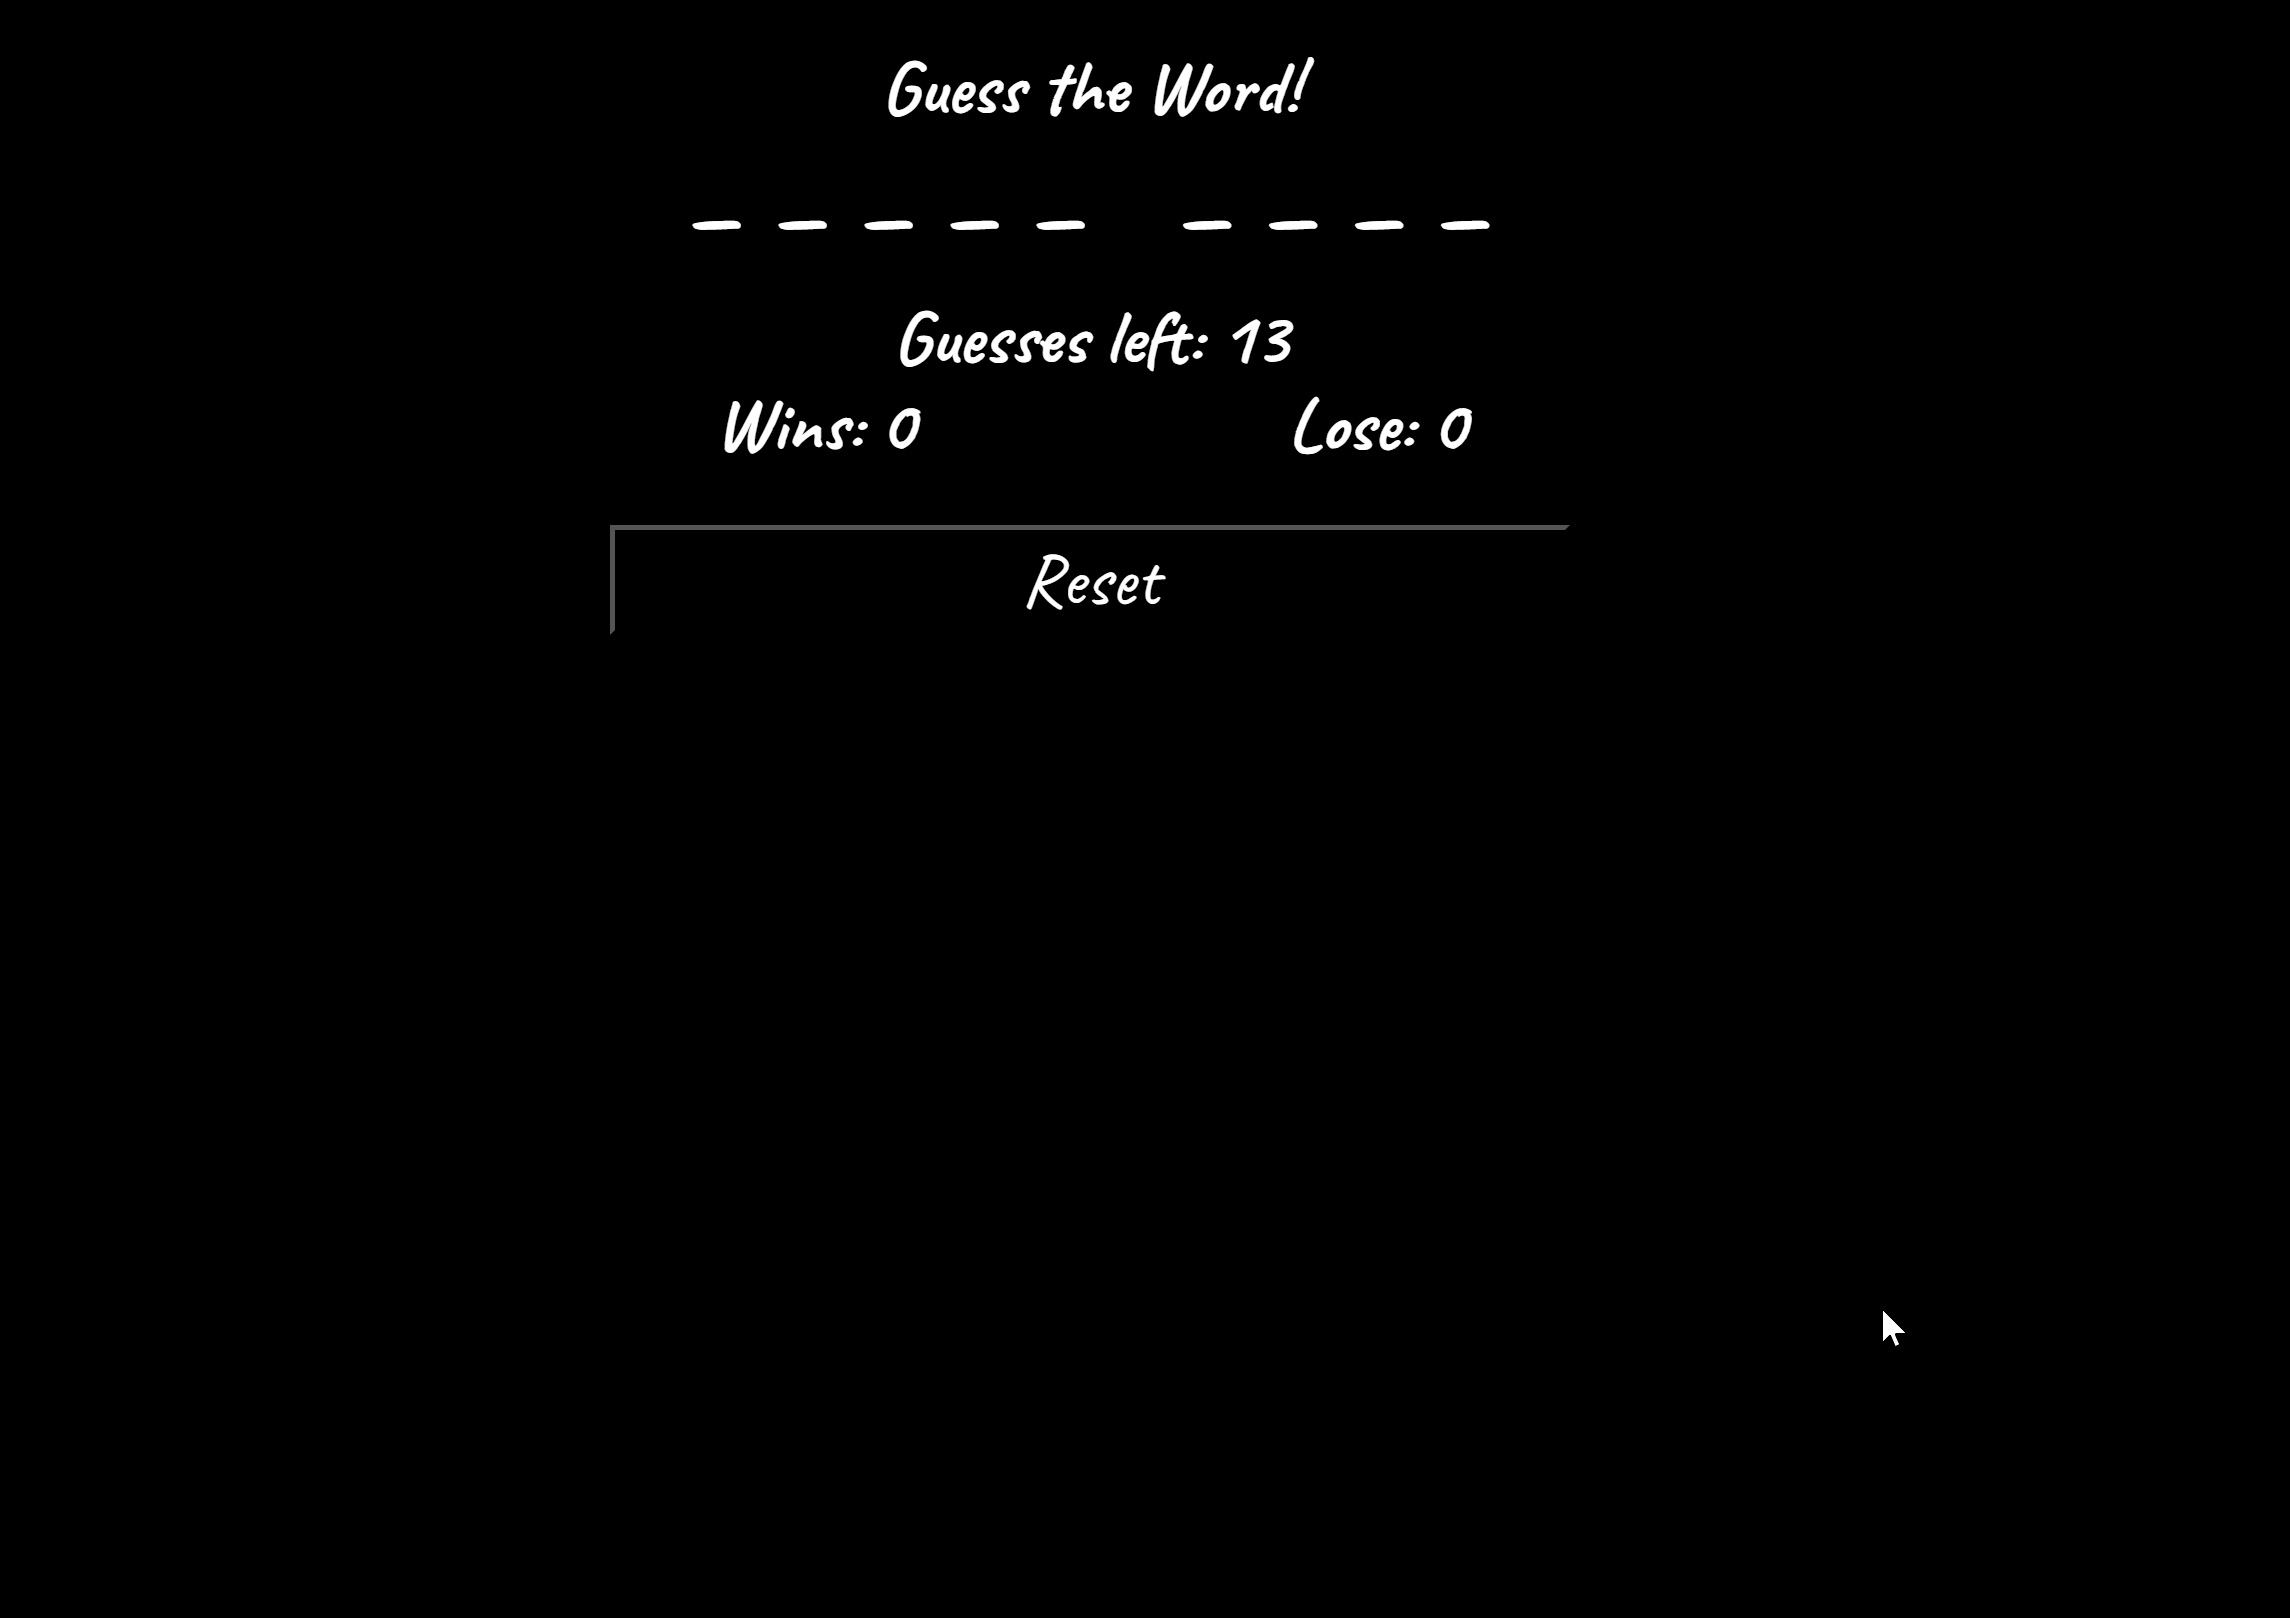 Guess the Word!
_ _ _ _ _  _ _ _ _
Guesses left: 13
Wins: 0 Lose: 0
Reset